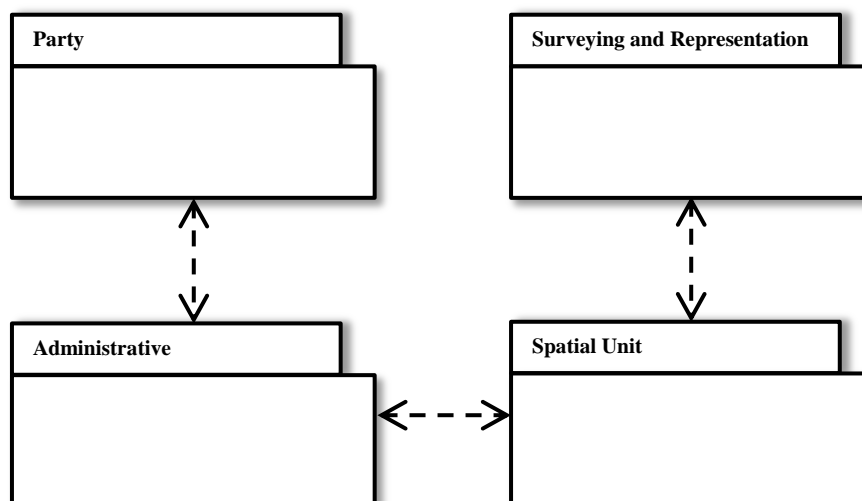 Party
Surveying and Representation
Administrative
Spatial Unit